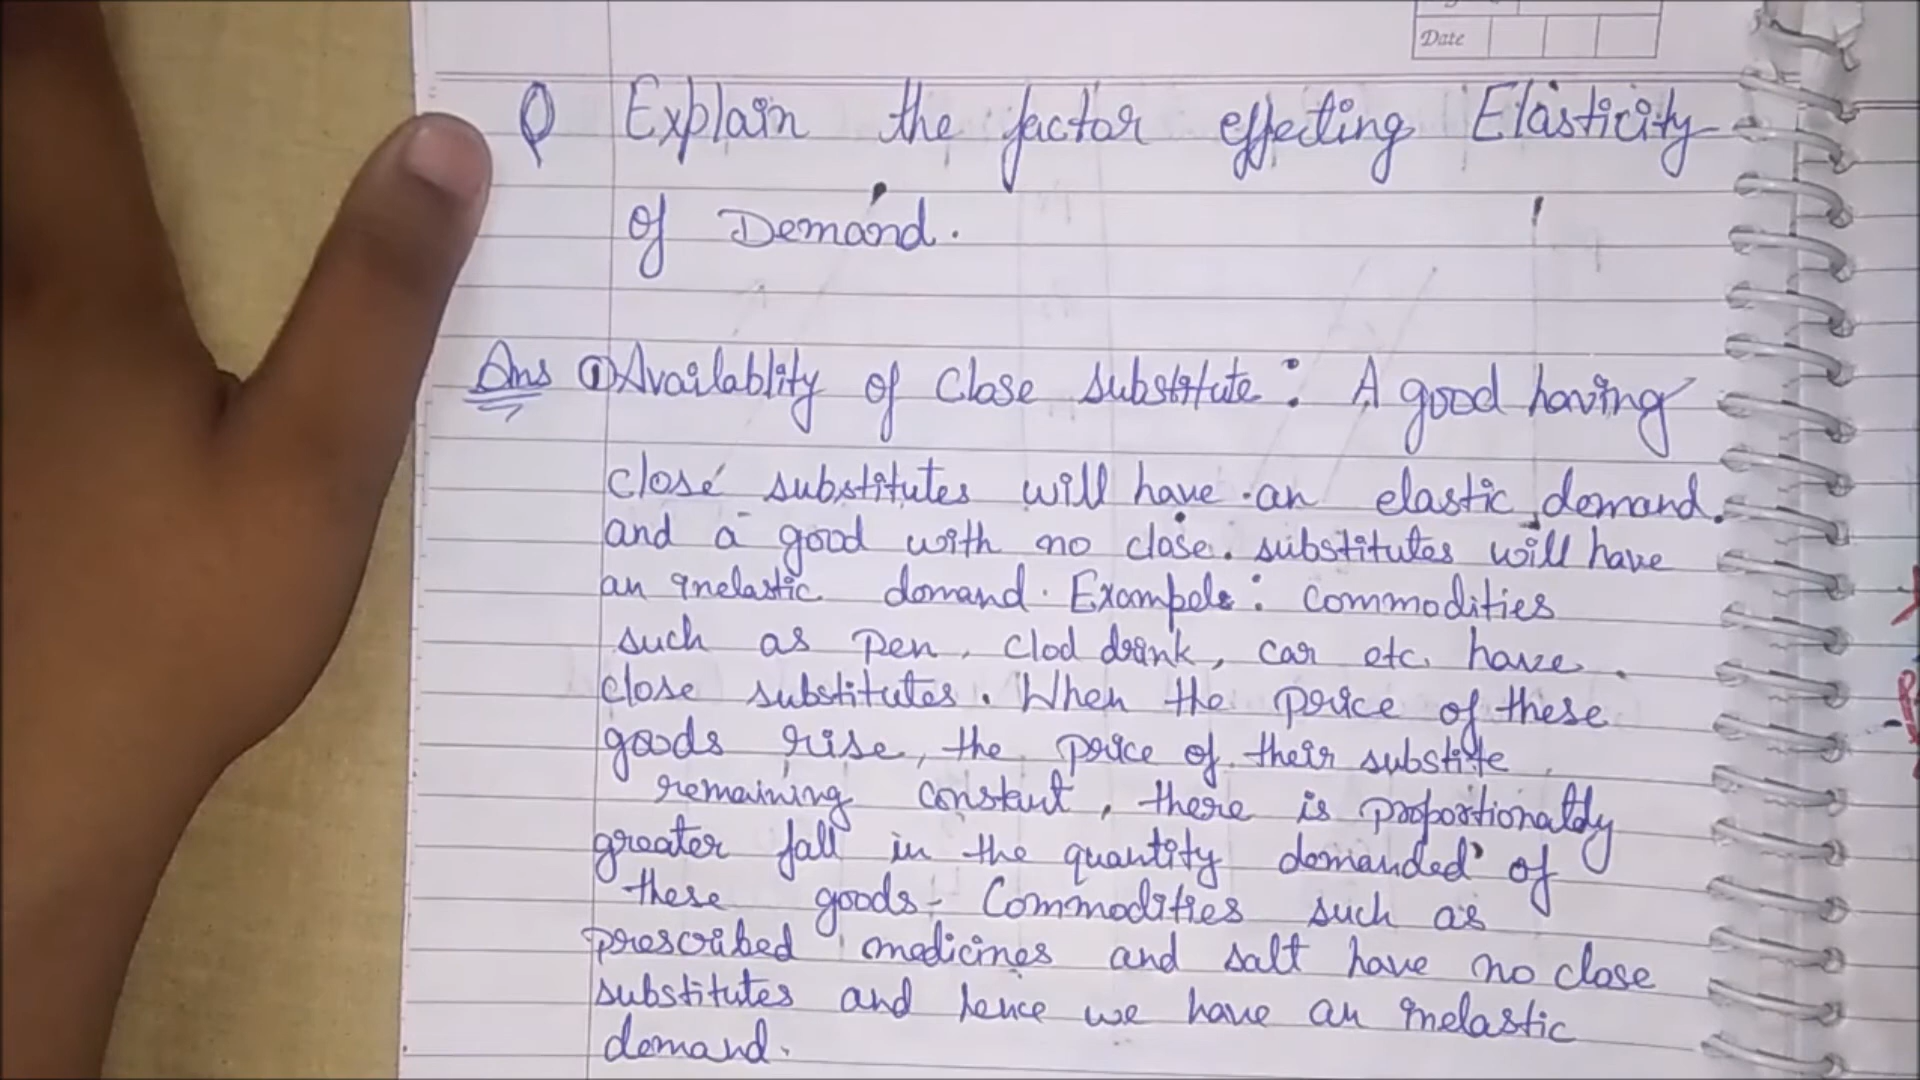 Date
Q Explain the factor effecting Elasticity
of Demand.
Ans ① Availablity of Close substitute : A good having
close substitutes will have an elastic demand.
and a good with no close. substitutes will have
an inelastic demand. Exampele : Commodities
such as Pen, Clod drink, car etc. have
close substitutes. When the price of these
goods rise, the price of their substite
remaining constant, there is proportionaldy
greater fall in the quantity demanded of
these goods- Commodities such as
prescribed medicines and salt have no close
substitutes and hence we have an inelastic
demand.